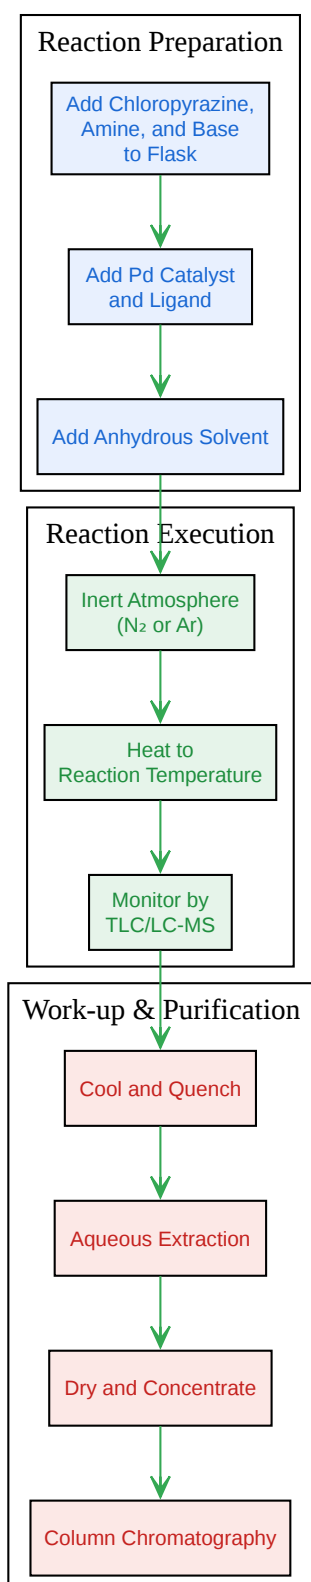 Reaction Preparation
Add Chloropyrazine,
Amine, and Base
to Flask
Add Pd Catalyst
and Ligand
Add Anhydrous Solvent
Reaction Execution
Inert Atmosphere
(N₂ or Ar)
Heat to
Reaction Temperature
Monitor by
TLC/LC-MS
Work-up & Purification
Cool and Quench
Aqueous Extraction
Dry and Concentrate
Column Chromatography